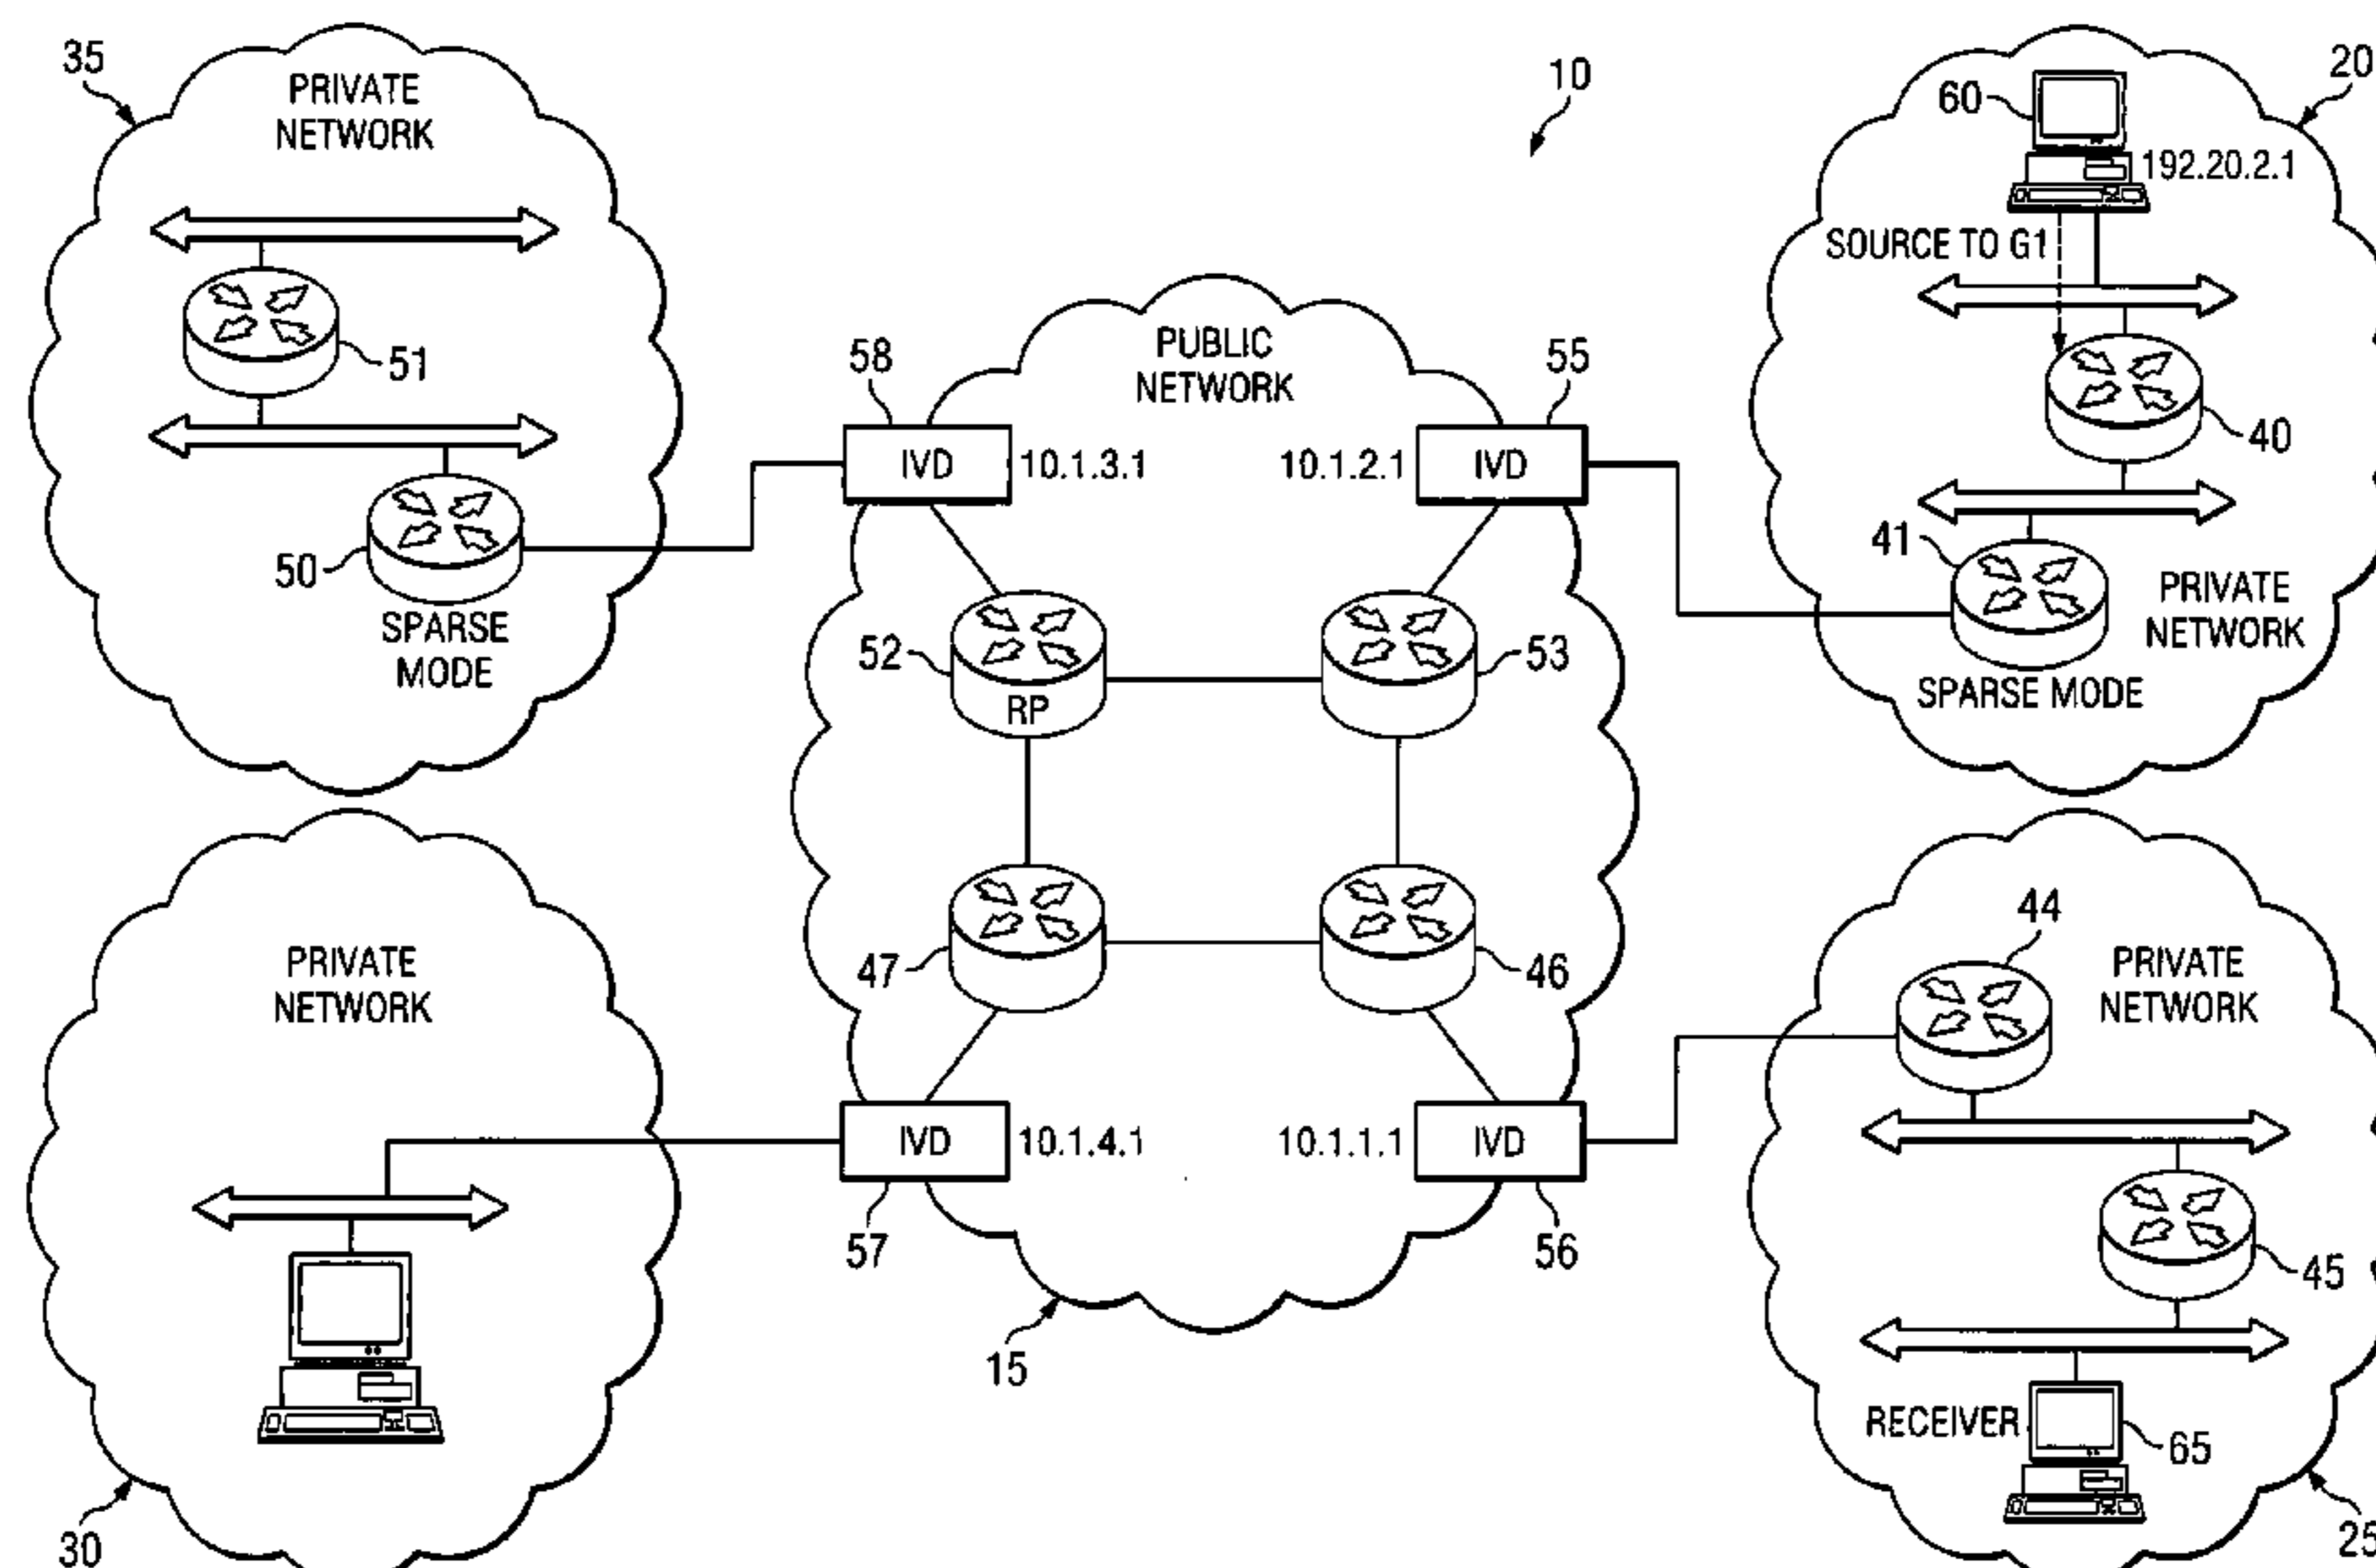 35
PRIVATE
NETWORK
51
50
SPARSE
MODE
10
PUBLIC
NETWORK
58
IVD
10.1.3.1
55
10.1.2.1
IVD
52
RP
53
47
46
IVD
10.1.4.1
57
10.1.1.1
IVD
56
15
20
60
192.20.2.1
SOURCE TO G1
40
41
PRIVATE
NETWORK
SPARSE MODE
PRIVATE
NETWORK
30
44
PRIVATE
NETWORK
45
RECEIVER
65
25